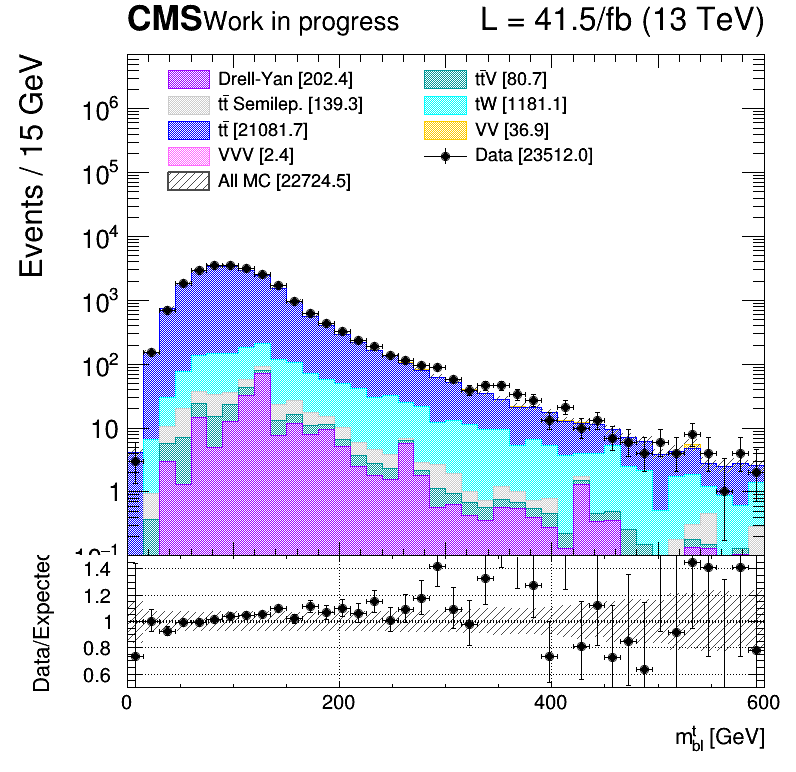 CMS Work in progress L = 41.5/fb (13 TeV)
Events / 15 GeV
Drell-Yan [202.4] tt̄V [80.7]
tt̄ Semilep. [139.3] tW [1181.1]
tt̄ [21081.7] VV [36.9]
VVV [2.4] Data [23512.0]
All MC [22724.5]
10⁶
10⁵
10⁴
10³
10²
10
1
10⁻¹
Data/Expected
1.4
1.2
1
0.8
0.6
0 200 400 600
mᵗbl [GeV]